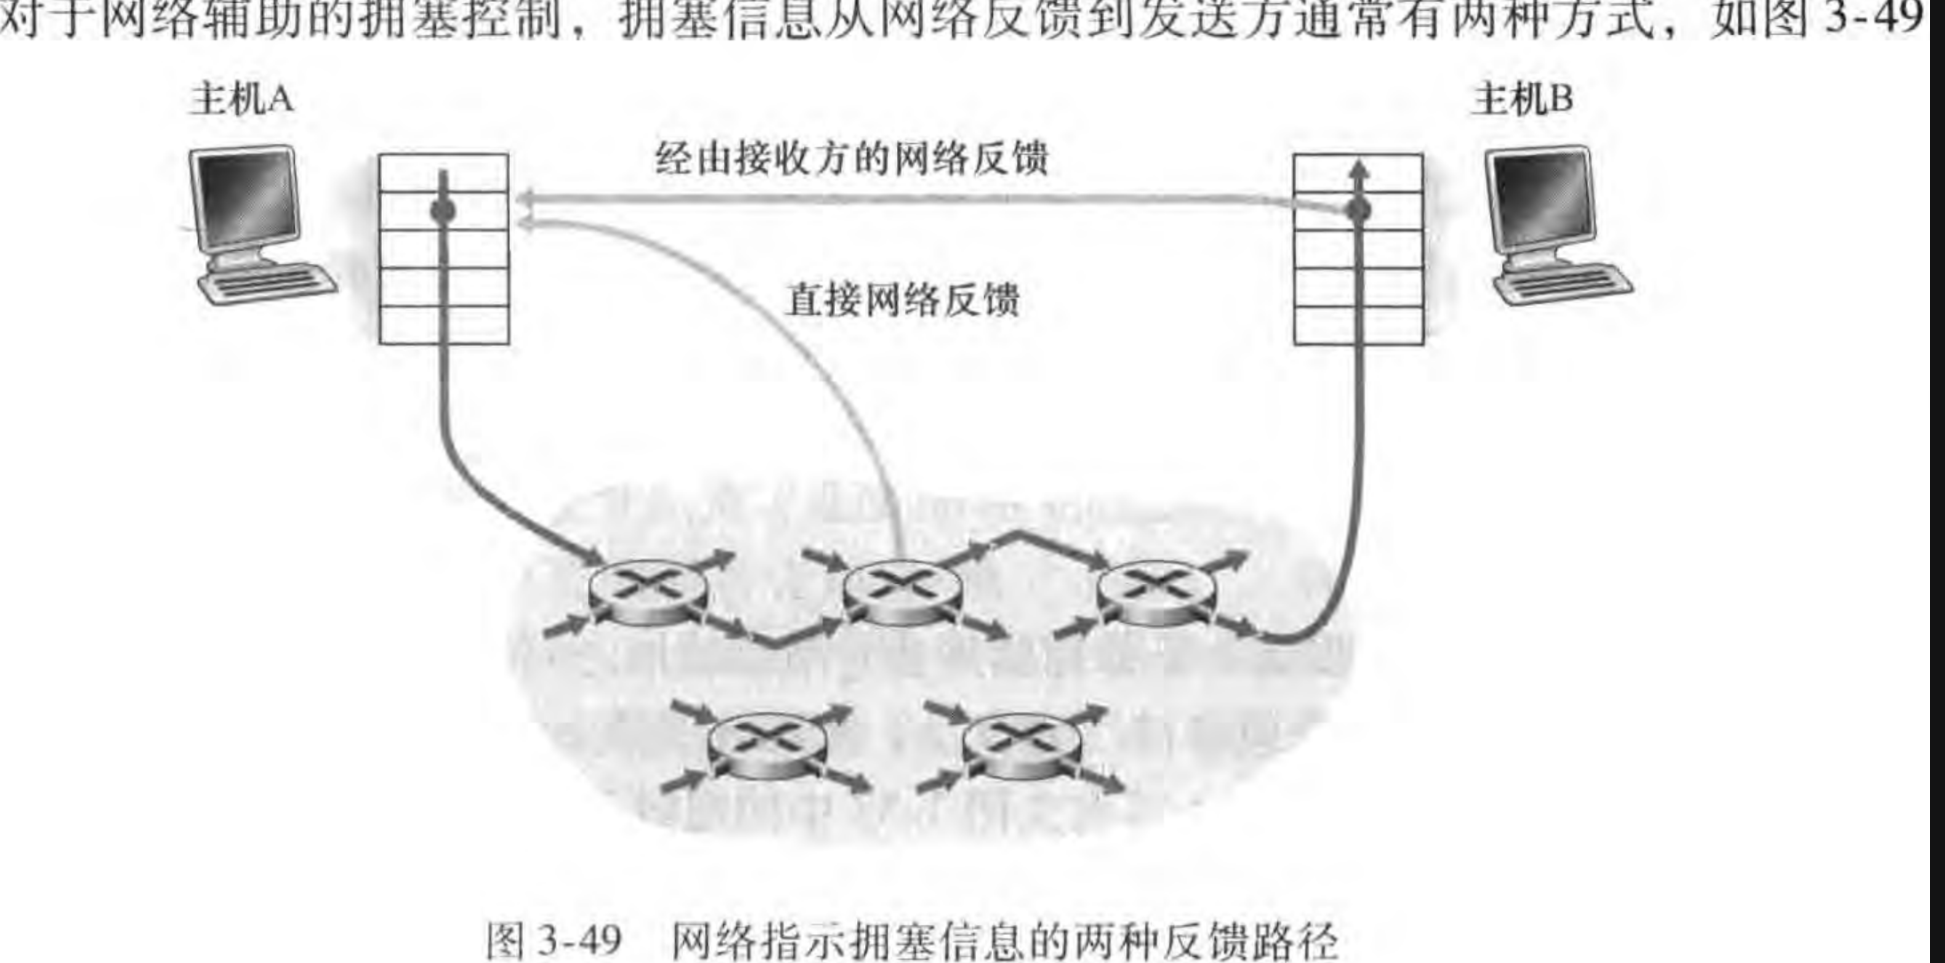 对于网络辅助的拥塞控制，拥塞信息从网络反馈到发送方通常有两种方式，如图 3-49
主机A
主机B
经由接收方的网络反馈
直接网络反馈
图 3-49 网络指示拥塞信息的两种反馈路径